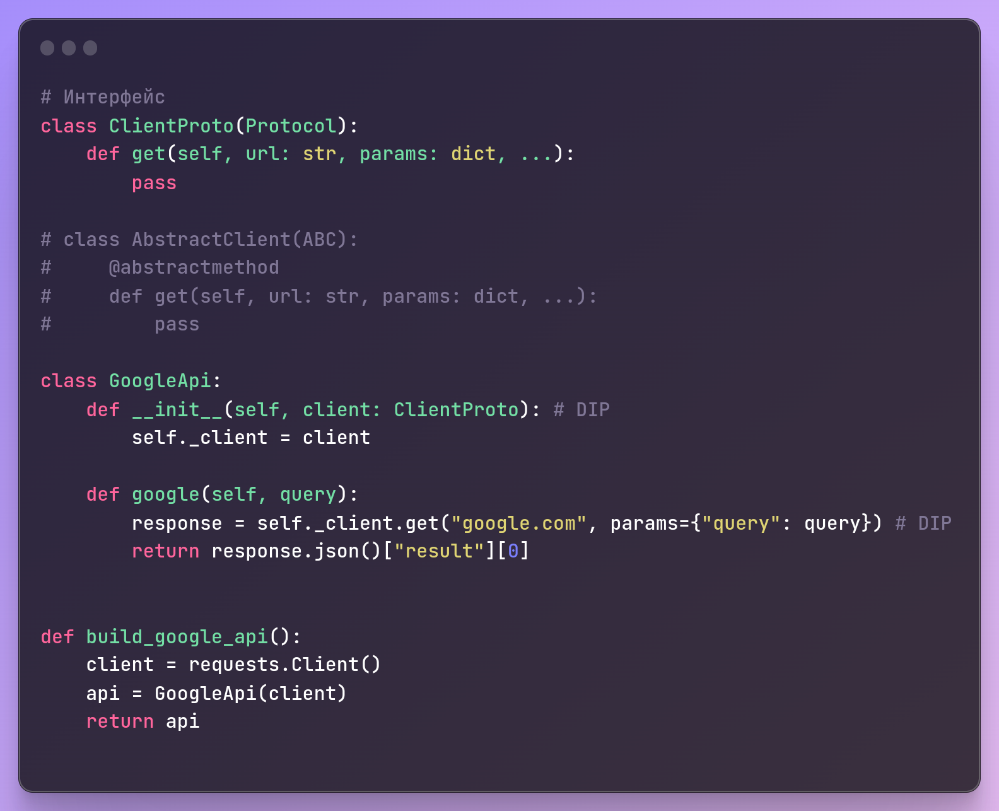 # Интерфейс
class ClientProto(Protocol):
    def get(self, url: str, params: dict, ...):
        pass

# class AbstractClient(ABC):
#     @abstractmethod
#     def get(self, url: str, params: dict, ...):
#         pass

class GoogleApi:
    def __init__(self, client: ClientProto): # DIP
        self._client = client

    def google(self, query):
        response = self._client.get("google.com", params={"query": query}) # DIP
        return response.json()["result"][0]


def build_google_api():
    client = requests.Client()
    api = GoogleApi(client)
    return api